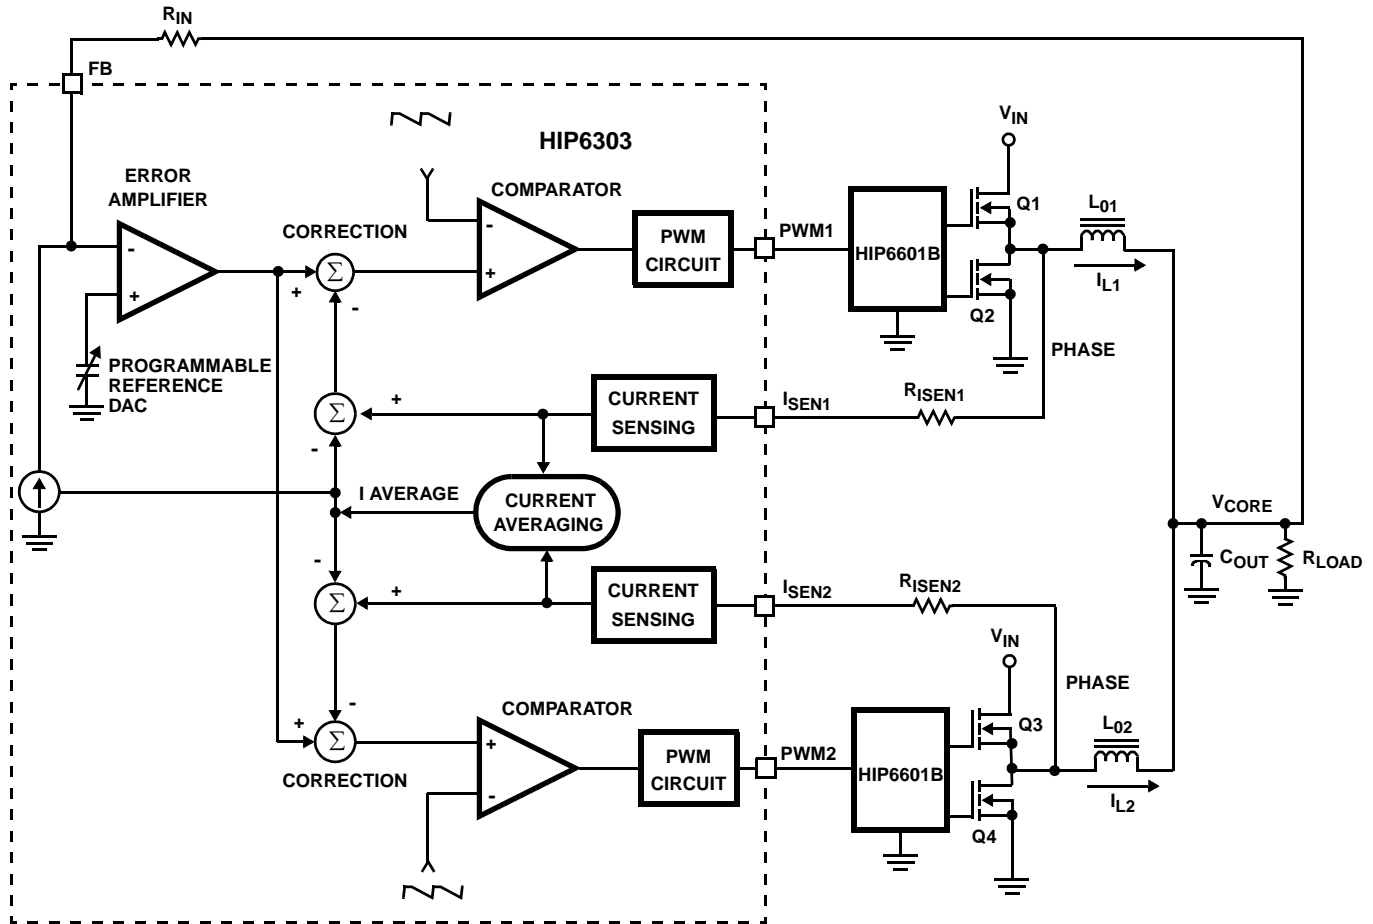 RIN
FB
VIN
HIP6303
ERROR
AMPLIFIER
COMPARATOR
Q1
L01
CORRECTION
-
-
PWM
CIRCUIT
PWM1
HIP6601B
Σ
+
+
+
-
IL1
Q2
PROGRAMMABLE
REFERENCE
DAC
PHASE
RISEN1
+
CURRENT
SENSING
ISEN1
Σ
-
I AVERAGE
CURRENT
AVERAGING
VCORE
-
COUT
RLOAD
+
CURRENT
SENSING
ISEN2
RISEN2
Σ
VIN
PHASE
-
COMPARATOR
+
Q3
L02
Σ
+
PWM
CIRCUIT
PWM2
HIP6601B
CORRECTION
-
IL2
Q4